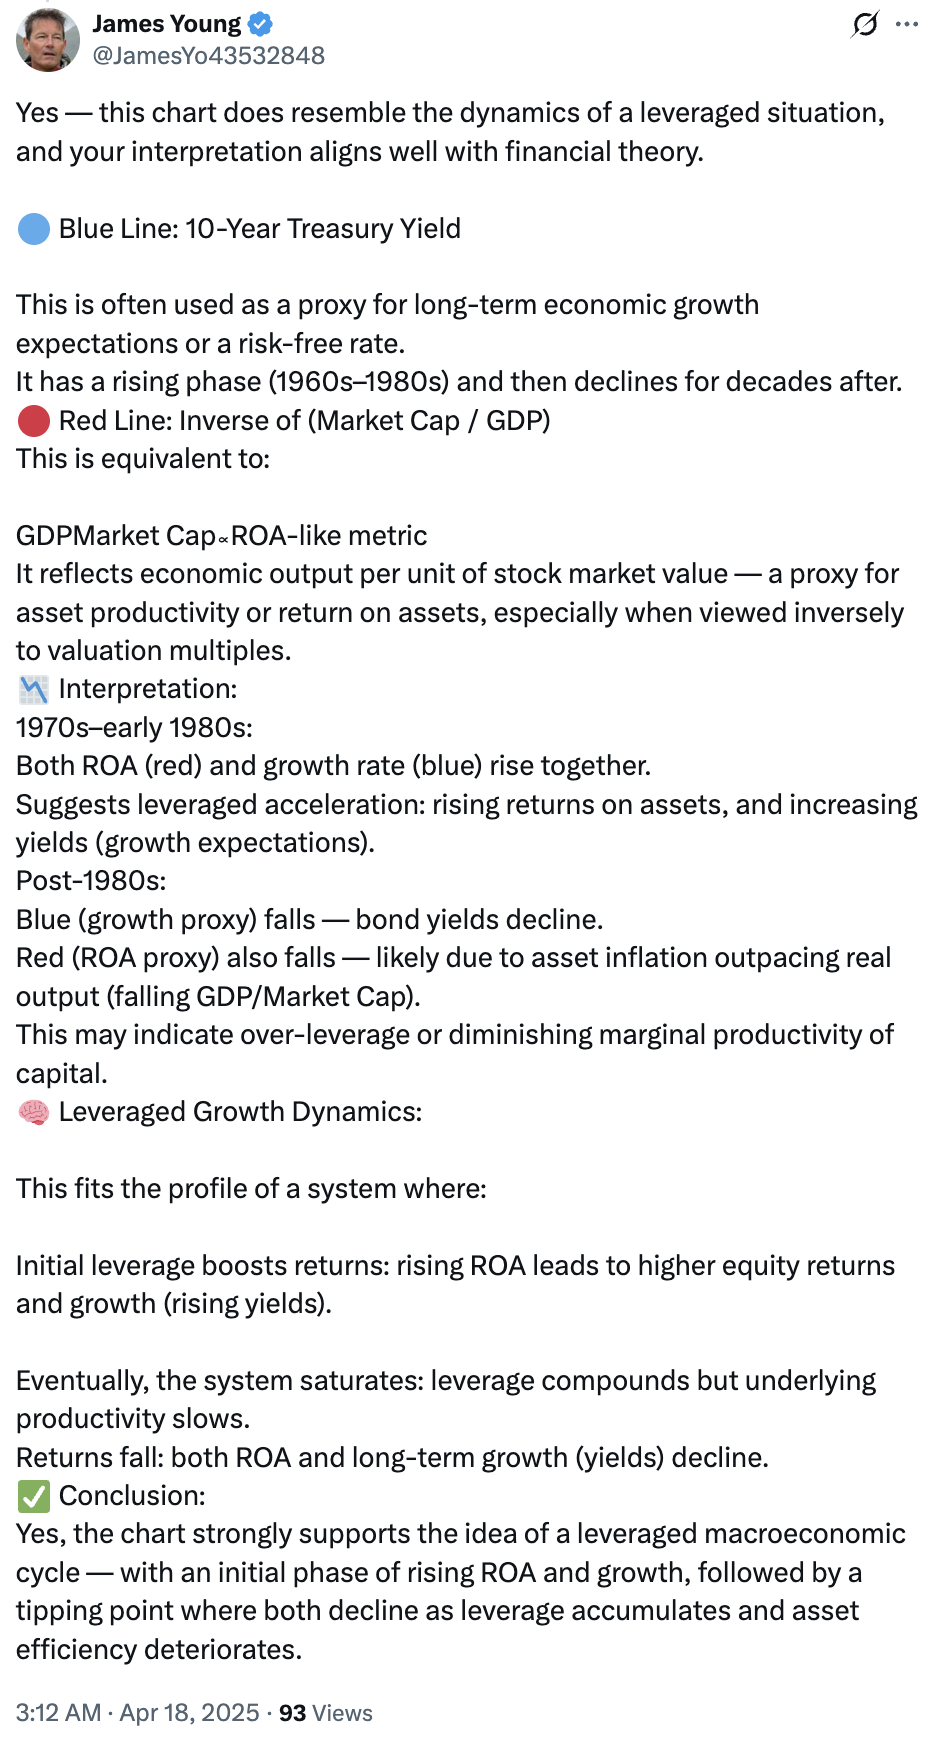 James Young
@JamesYo43532848
Yes — this chart does resemble the dynamics of a leveraged situation,
and your interpretation aligns well with financial theory.
🔵 Blue Line: 10-Year Treasury Yield
This is often used as a proxy for long-term economic growth
expectations or a risk-free rate.
It has a rising phase (1960s–1980s) and then declines for decades after.
🔴 Red Line: Inverse of (Market Cap / GDP)
This is equivalent to:
GDPMarket Cap∝ROA-like metric
It reflects economic output per unit of stock market value — a proxy for
asset productivity or return on assets, especially when viewed inversely
to valuation multiples.
📉 Interpretation:
1970s–early 1980s:
Both ROA (red) and growth rate (blue) rise together.
Suggests leveraged acceleration: rising returns on assets, and increasing
yields (growth expectations).
Post-1980s:
Blue (growth proxy) falls — bond yields decline.
Red (ROA proxy) also falls — likely due to asset inflation outpacing real
output (falling GDP/Market Cap).
This may indicate over-leverage or diminishing marginal productivity of
capital.
🧠 Leveraged Growth Dynamics:
This fits the profile of a system where:
Initial leverage boosts returns: rising ROA leads to higher equity returns
and growth (rising yields).
Eventually, the system saturates: leverage compounds but underlying
productivity slows.
Returns fall: both ROA and long-term growth (yields) decline.
✅ Conclusion:
Yes, the chart strongly supports the idea of a leveraged macroeconomic
cycle — with an initial phase of rising ROA and growth, followed by a
tipping point where both decline as leverage accumulates and asset
efficiency deteriorates.
3:12 AM · Apr 18, 2025 · 93 Views